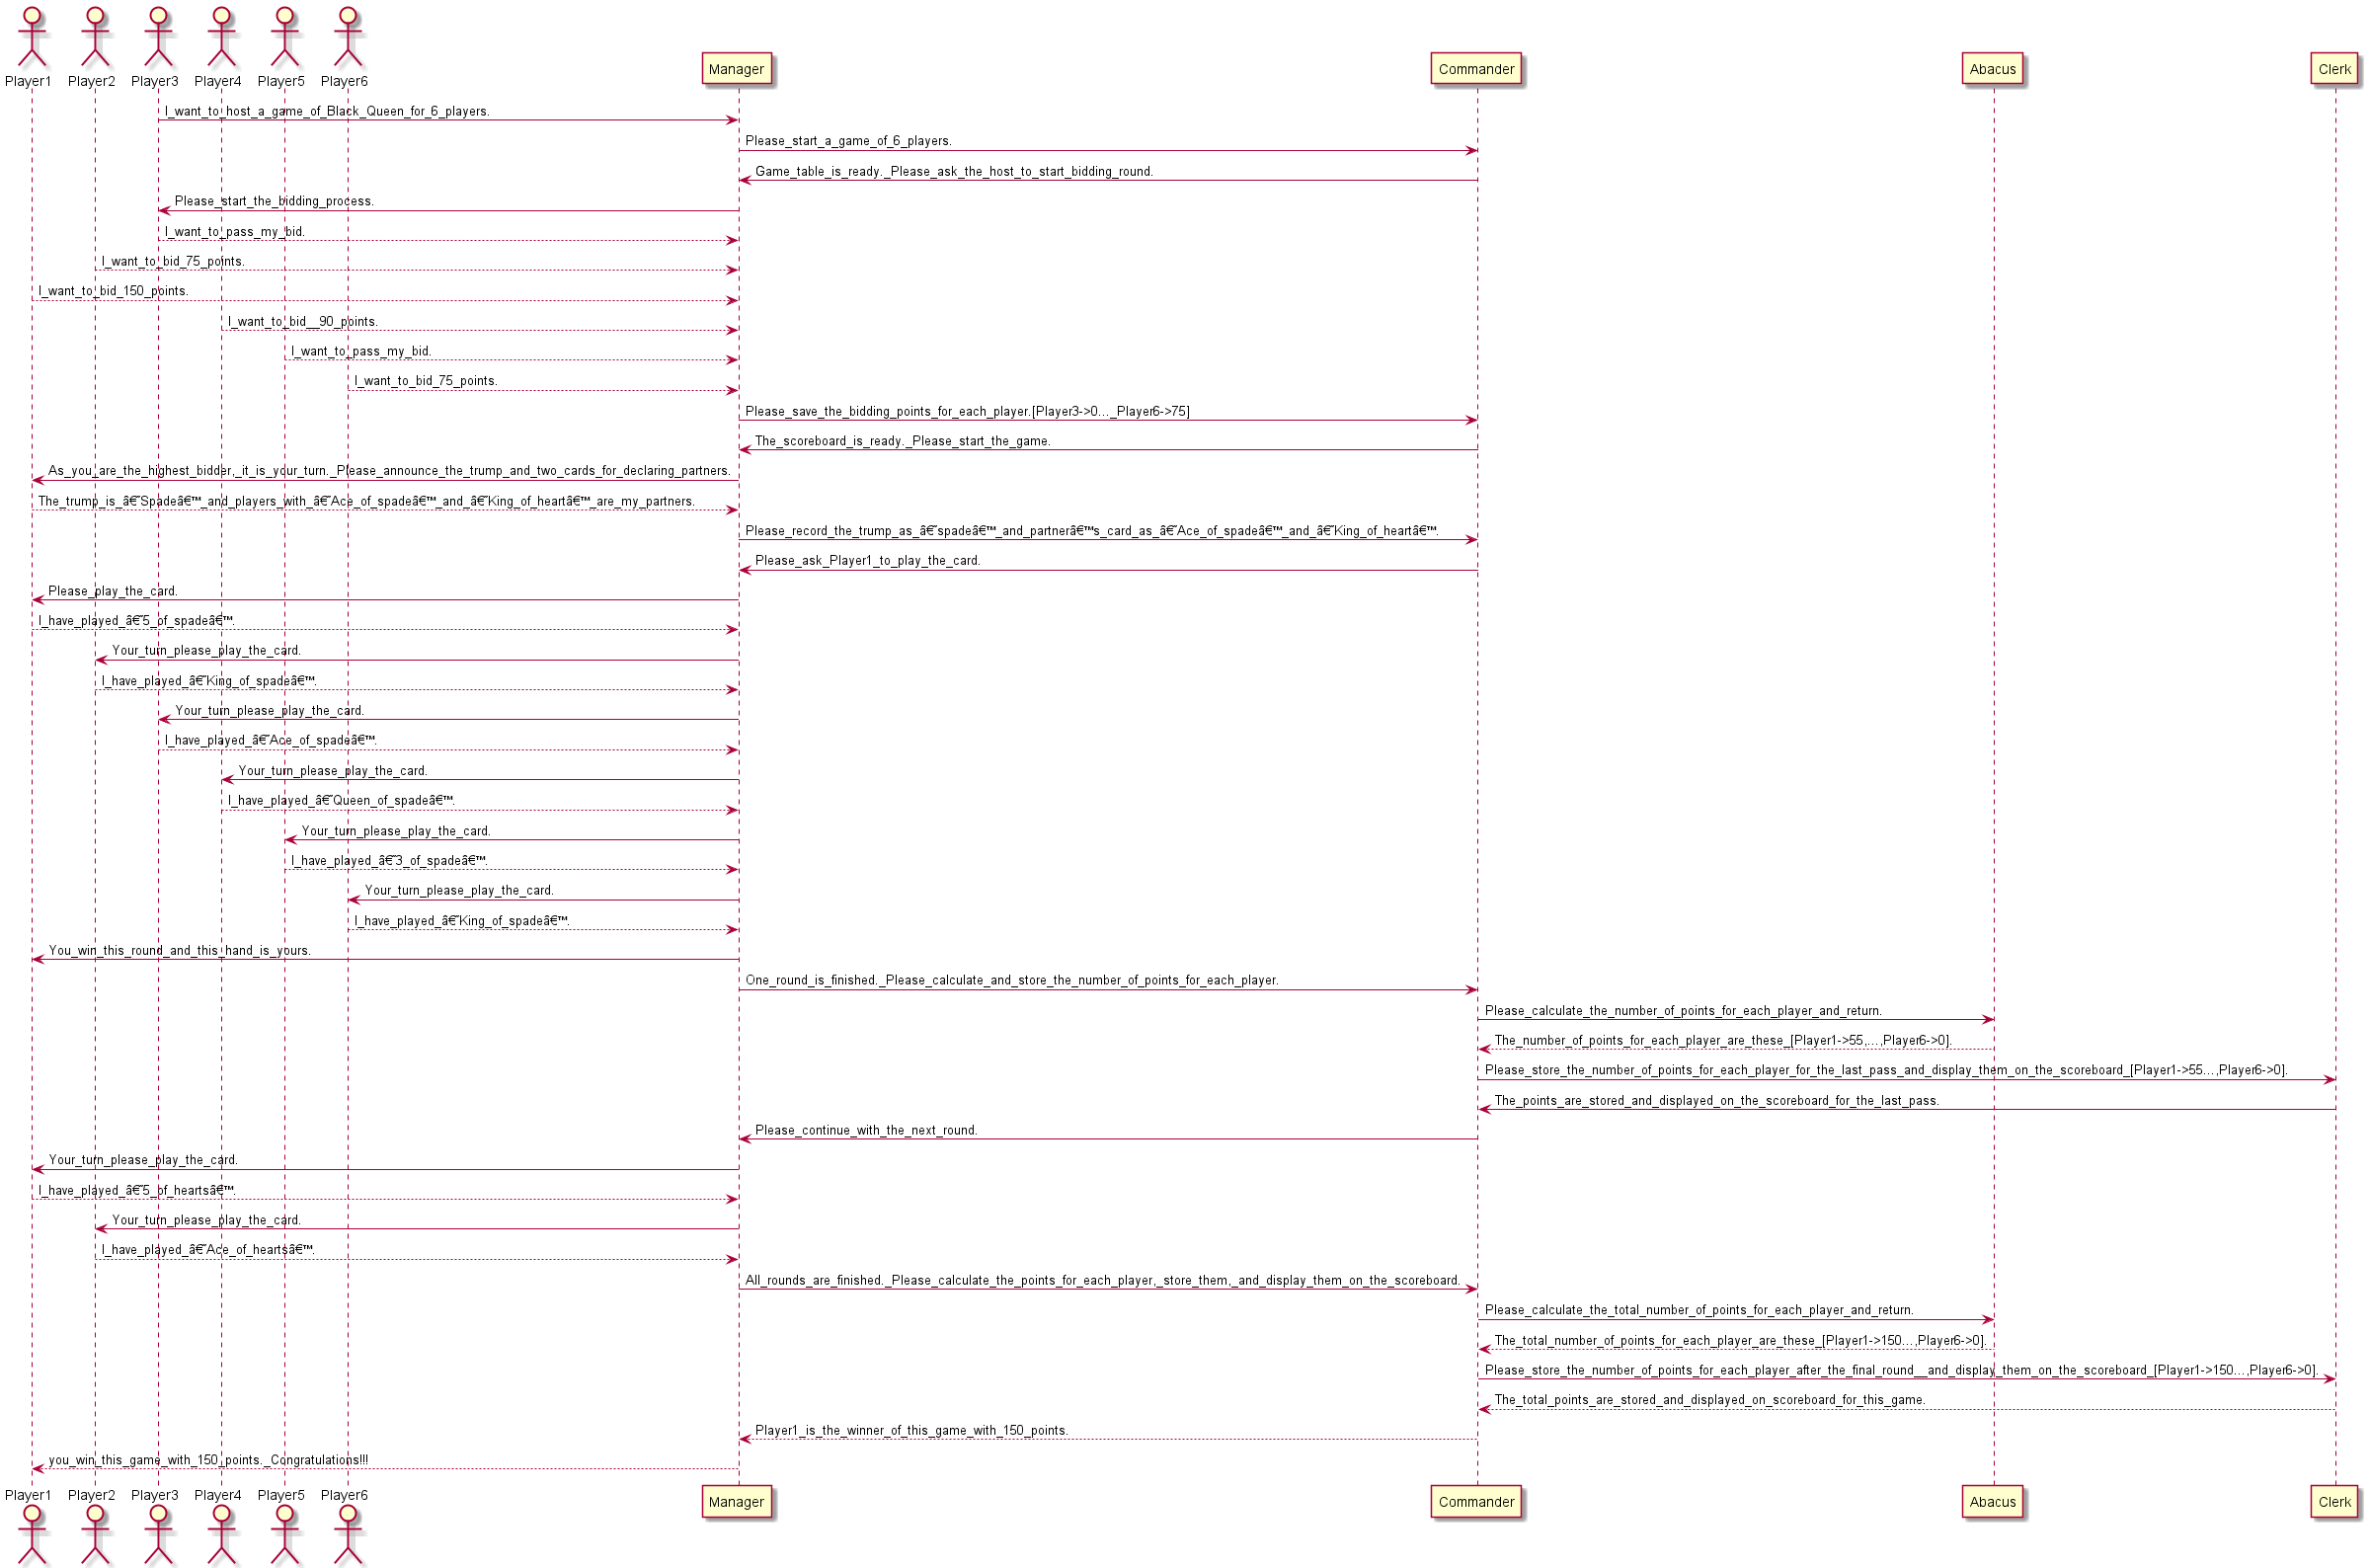 Player1 Player2 Player3 Player4 Player5 Player6 Manager Commander Abacus Clerk
I_want_to_host_a_game_of_Black_Queen_for_6_players.
Please_start_a_game_of_6_players.
Game_table_is_ready._Please_ask_the_host_to_start_bidding_round.
Please_start_the_bidding_process.
I_want_to_pass_my_bid.
I_want_to_bid_75_points.
I_want_to_bid_150_points.
I_want_to_bid__90_points.
I_want_to_pass_my_bid.
I_want_to_bid_75_points.
Please_save_the_bidding_points_for_each_player.[Player3->0..._Player6->75]
The_scoreboard_is_ready._Please_start_the_game.
As_you_are_the_highest_bidder,_it_is_your_turn._Please_announce_the_trump_and_two_cards_for_declaring_partners.
The_trump_is_â€˜Spadeâ€™_and_players_with_â€˜Ace_of_spadeâ€™_and_â€˜King_of_heartâ€™_are_my_partners.
Please_record_the_trump_as_â€˜spadeâ€™_and_partnerâ€™s_card_as_â€˜Ace_of_spadeâ€™_and_â€˜King_of_heartâ€™.
Please_ask_Player1_to_play_the_card.
Please_play_the_card.
I_have_played_â€˜5_of_spadeâ€™.
Your_turn_please_play_the_card.
I_have_played_â€˜King_of_spadeâ€™.
Your_turn_please_play_the_card.
I_have_played_â€˜Ace_of_spadeâ€™.
Your_turn_please_play_the_card.
I_have_played_â€˜Queen_of_spadeâ€™.
Your_turn_please_play_the_card.
I_have_played_â€˜3_of_spadeâ€™.
Your_turn_please_play_the_card.
I_have_played_â€˜King_of_spadeâ€™.
You_win_this_round_and_this_hand_is_yours.
One_round_is_finished._Please_calculate_and_store_the_number_of_points_for_each_player.
Please_calculate_the_number_of_points_for_each_player_and_return.
The_number_of_points_for_each_player_are_these_[Player1->55,...,Player6->0].
Please_store_the_number_of_points_for_each_player_for_the_last_pass_and_display_them_on_the_scoreboard_[Player1->55...,Player6->0].
The_points_are_stored_and_displayed_on_the_scoreboard_for_the_last_pass.
Please_continue_with_the_next_round.
Your_turn_please_play_the_card.
I_have_played_â€˜5_of_heartsâ€™.
Your_turn_please_play_the_card.
I_have_played_â€˜Ace_of_heartsâ€™.
All_rounds_are_finished._Please_calculate_the_points_for_each_player,_store_them,_and_display_them_on_the_scoreboard.
Please_calculate_the_total_number_of_points_for_each_player_and_return.
The_total_number_of_points_for_each_player_are_these_[Player1->150...,Player6->0].
Please_store_the_number_of_points_for_each_player_after_the_final_round__and_display_them_on_the_scoreboard_[Player1->150...,Player6->0].
The_total_points_are_stored_and_displayed_on_scoreboard_for_this_game.
Player1_is_the_winner_of_this_game_with_150_points.
you_win_this_game_with_150_points._Congratulations!!!
Player1 Player2 Player3 Player4 Player5 Player6 Manager Commander Abacus Clerk